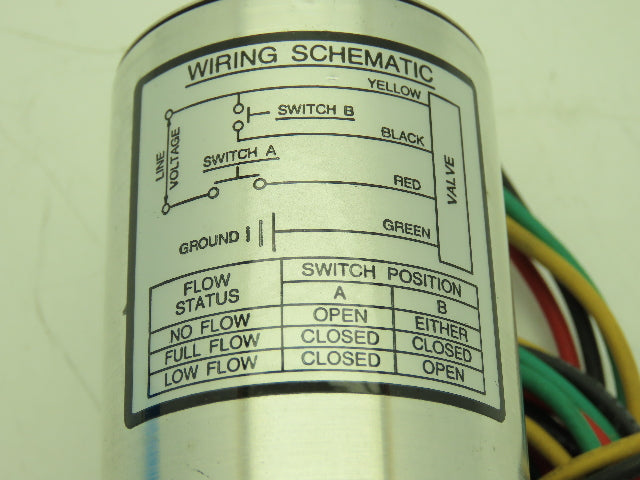 WIRING SCHEMATIC
YELLOW
SWITCH B
BLACK
LINE
VOLTAGE
SWITCH A
RED
VALVE
GREEN
GROUND
FLOW STATUS SWITCH POSITION
A B
NO FLOW OPEN EITHER
FULL FLOW CLOSED CLOSED
LOW FLOW CLOSED OPEN